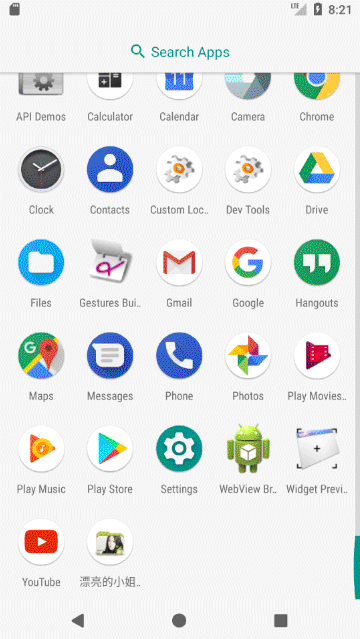 LTE 8:21
Search Apps
API Demos Calculator Calendar Camera Chrome
Clock Contacts Custom Loc.. Dev Tools Drive
Files Gestures Bui.. Gmail Google Hangouts
Maps Messages Phone Photos Play Movies..
Play Music Play Store Settings WebView Br.. Widget Previ..
YouTube 漂亮的小姐..